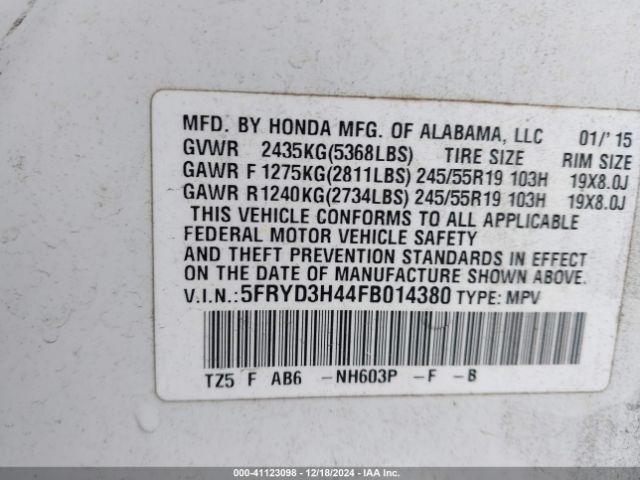 MFD. BY HONDA MFG. OF ALABAMA, LLC 01/'15
GVWR 2435KG(5368LBS) TIRE SIZE RIM SIZE
GAWR F 1275KG(2811LBS) 245/55R19 103H 19X8.0J
GAWR R1240KG(2734LBS) 245/55R19 103H 19X8.0J
THIS VEHICLE CONFORMS TO ALL APPLICABLE
FEDERAL MOTOR VEHICLE SAFETY
AND THEFT PREVENTION STANDARDS IN EFFECT
ON THE DATE OF MANUFACTURE SHOWN ABOVE.
V.I.N.:5FRYD3H44FB014380 TYPE: MPV
TZ5 F AB6 -NH603P -F -B
000-41123098 - 12/18/2024 - IAA Inc.